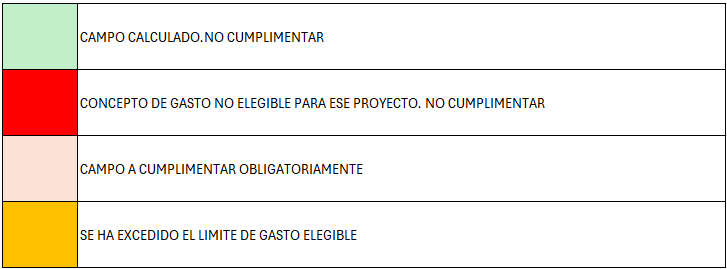 CAMPO CALCULADO.NO CUMPLIMENTAR
CONCEPTO DE GASTO NO ELEGIBLE PARA ESE PROYECTO. NO CUMPLIMENTAR
CAMPO A CUMPLIMENTAR OBLIGATORIAMENTE
SE HA EXCEDIDO EL LIMITE DE GASTO ELEGIBLE